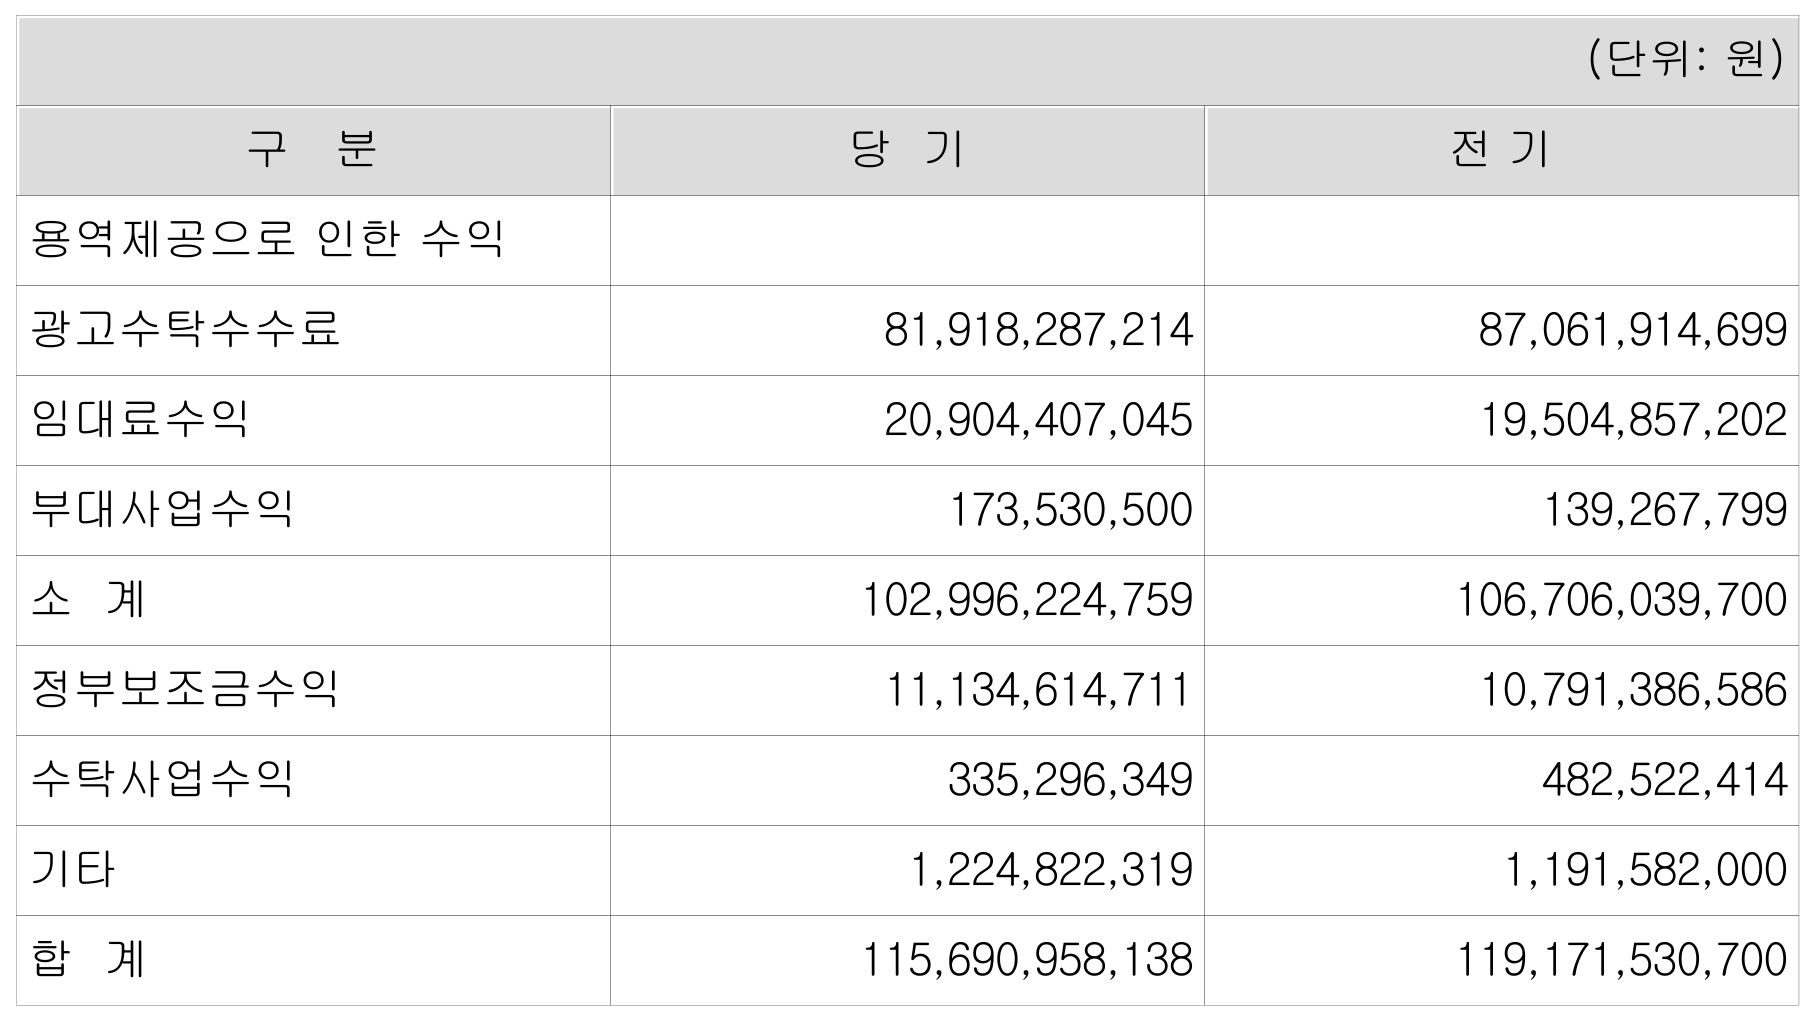 (단위: 원)
구 분 당 기 전 기
용역제공으로 인한 수익
광고수탁수수료 81,918,287,214 87,061,914,699
임대료수익 20,904,407,045 19,504,857,202
부대사업수익 173,530,500 139,267,799
소 계 102,996,224,759 106,706,039,700
정부보조금수익 11,134,614,711 10,791,386,586
수탁사업수익 335,296,349 482,522,414
기타 1,224,822,319 1,191,582,000
합 계 115,690,958,138 119,171,530,700